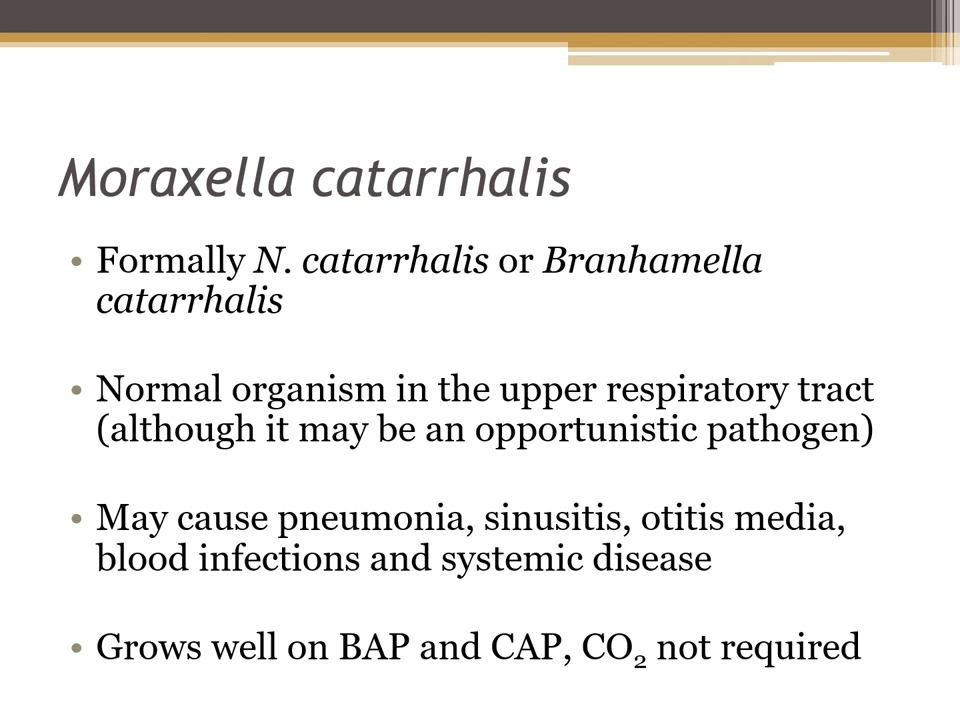 Moraxella catarrhalis
• Formally N. catarrhalis or Branhamella
catarrhalis
• Normal organism in the upper respiratory tract
(although it may be an opportunistic pathogen)
• May cause pneumonia, sinusitis, otitis media,
blood infections and systemic disease
• Grows well on BAP and CAP, CO₂ not required